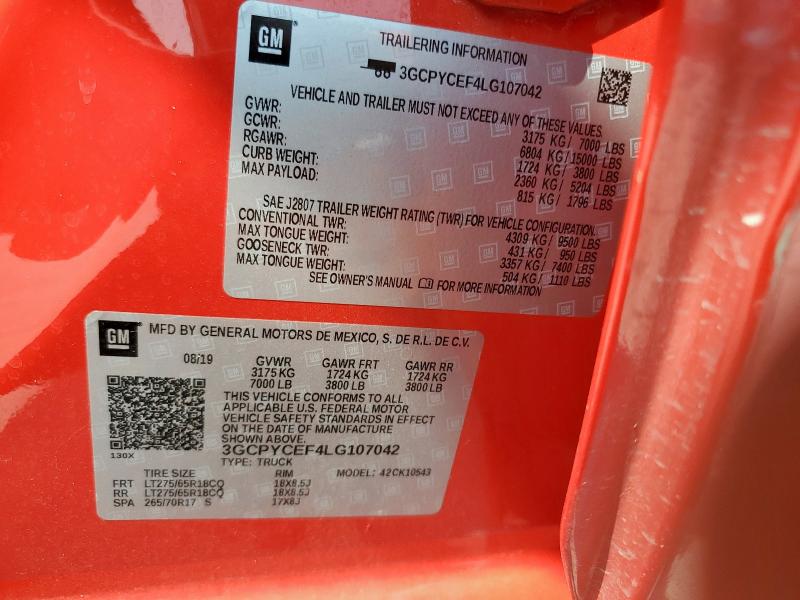 GM
TRAILERING INFORMATION
3GCPYCEF4LG107042
VEHICLE AND TRAILER MUST NOT EXCEED ANY OF THESE VALUES.
GVWR: 3175 KG / 7000 LBS
GCWR: 6804 KG / 15000 LBS
RGAWR: 1724 KG / 3800 LBS
CURB WEIGHT: 2360 KG / 5204 LBS
MAX PAYLOAD: 815 KG / 1796 LBS
SAE J2807 TRAILER WEIGHT RATING (TWR) FOR VEHICLE CONFIGURATION.
CONVENTIONAL TWR: 4309 KG / 9500 LBS
MAX TONGUE WEIGHT: 431 KG / 950 LBS
GOOSENECK TWR: 3357 KG / 7400 LBS
MAX TONGUE WEIGHT: 504 KG / 1110 LBS
SEE OWNER'S MANUAL FOR MORE INFORMATION
GM MFD BY GENERAL MOTORS DE MEXICO, S. DE R.L. DE C.V.
08/19 GVWR GAWR FRT GAWR RR
3175 KG 1724 KG 1724 KG
7000 LB 3800 LB 3800 LB
THIS VEHICLE CONFORMS TO ALL
APPLICABLE U.S. FEDERAL MOTOR
VEHICLE SAFETY STANDARDS IN EFFECT
ON THE DATE OF MANUFACTURE
SHOWN ABOVE.
3GCPYCEF4LG107042
130X TYPE: TRUCK
TIRE SIZE RIM MODEL: 42CK10543
FRT LT275/65R18CQ 18X8.5J
RR LT275/65R18CQ 18X8.5J
SPA 265/70R17 S 17X8J